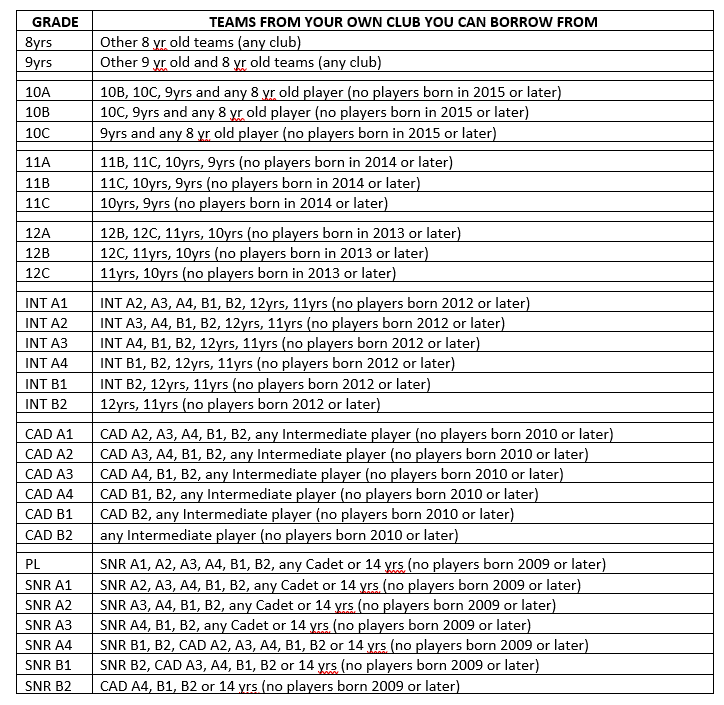 GRADE TEAMS FROM YOUR OWN CLUB YOU CAN BORROW FROM
8yrs Other 8 yr old teams (any club)
9yrs Other 9 yr old and 8 yr old teams (any club)
10A 10B, 10C, 9yrs and any 8 yr old player (no players born in 2015 or later)
10B 10C, 9yrs and any 8 yr old player (no players born in 2015 or later)
10C 9yrs and any 8 yr old player (no players born in 2015 or later)
11A 11B, 11C, 10yrs, 9yrs (no players born in 2014 or later)
11B 11C, 10yrs, 9yrs (no players born in 2014 or later)
11C 10yrs, 9yrs (no players born in 2014 or later)
12A 12B, 12C, 11yrs, 10yrs (no players born in 2013 or later)
12B 12C, 11yrs, 10yrs (no players born in 2013 or later)
12C 11yrs, 10yrs (no players born in 2013 or later)
INT A1 INT A2, A3, A4, B1, B2, 12yrs, 11yrs (no players born 2012 or later)
INT A2 INT A3, A4, B1, B2, 12yrs, 11yrs (no players born 2012 or later)
INT A3 INT A4, B1, B2, 12yrs, 11yrs (no players born 2012 or later)
INT A4 INT B1, B2, 12yrs, 11yrs (no players born 2012 or later)
INT B1 INT B2, 12yrs, 11yrs (no players born 2012 or later)
INT B2 12yrs, 11yrs (no players born 2012 or later)
CAD A1 CAD A2, A3, A4, B1, B2, any Intermediate player (no players born 2010 or later)
CAD A2 CAD A3, A4, B1, B2, any Intermediate player (no players born 2010 or later)
CAD A3 CAD A4, B1, B2, any Intermediate player (no players born 2010 or later)
CAD A4 CAD B1, B2, any Intermediate player (no players born 2010 or later)
CAD B1 CAD B2, any Intermediate player (no players born 2010 or later)
CAD B2 any Intermediate player (no players born 2010 or later)
PL SNR A1, A2, A3, A4, B1, B2, any Cadet or 14 yrs (no players born 2009 or later)
SNR A1 SNR A2, A3, A4, B1, B2, any Cadet or 14 yrs (no players born 2009 or later)
SNR A2 SNR A3, A4, B1, B2, any Cadet or 14 yrs (no players born 2009 or later)
SNR A3 SNR A4, B1, B2, any Cadet or 14 yrs (no players born 2009 or later)
SNR A4 SNR B1, B2, CAD A2, A3, A4, B1, B2 or 14 yrs (no players born 2009 or later)
SNR B1 SNR B2, CAD A3, A4, B1, B2 or 14 yrs (no players born 2009 or later)
SNR B2 CAD A4, B1, B2 or 14 yrs (no players born 2009 or later)